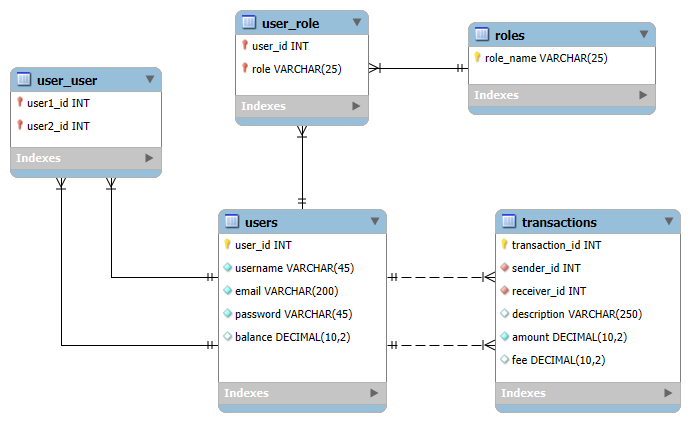 user_role
user_id INT
role VARCHAR(25)
Indexes
roles
role_name VARCHAR(25)
Indexes
user_user
user1_id INT
user2_id INT
Indexes
users
user_id INT
username VARCHAR(45)
email VARCHAR(200)
password VARCHAR(45)
balance DECIMAL(10,2)
Indexes
transactions
transaction_id INT
sender_id INT
receiver_id INT
description VARCHAR(250)
amount DECIMAL(10,2)
fee DECIMAL(10,2)
Indexes